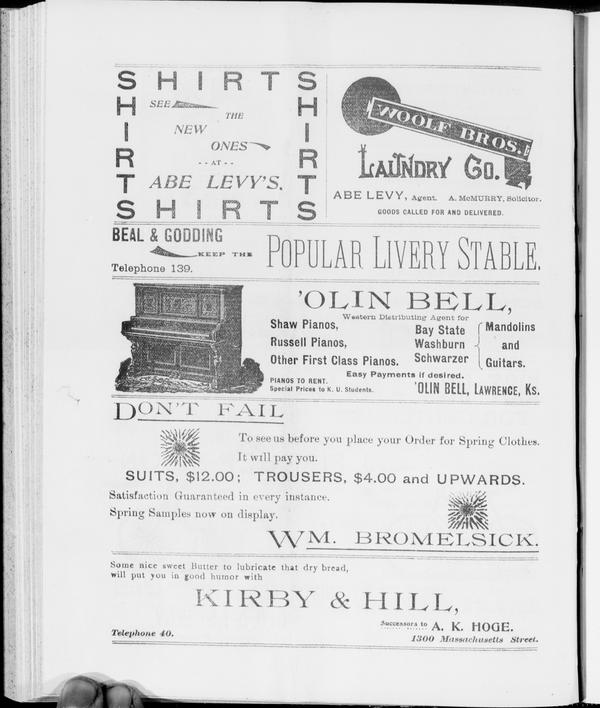 SHIRTS
SHIRTS
SHIRTS
SHIRTS
SEE
THE
NEW
ONES
- - AT - -
ABE LEVY'S.
WOOLF BROS.
LAUNDRY CO.
ABE LEVY, Agent. A. McMURRY, Solicitor.
GOODS CALLED FOR AND DELIVERED.
BEAL & GODDING
KEEP THE
Telephone 139.
POPULAR LIVERY STABLE.
'OLIN BELL,
Western Distributing Agent for
Shaw Pianos,
Russell Pianos,
Other First Class Pianos.
Bay State
Washburn
Schwarzer
Mandolins
and
Guitars.
Easy Payments if desired.
PIANOS TO RENT.
Special Prices to K. U. Students.
'OLIN BELL, LAWRENCE, KS.
DON'T FAIL
To see us before you place your Order for Spring Clothes.
It will pay you.
SUITS, $12.00; TROUSERS, $4.00 and UPWARDS.
Satisfaction Guaranteed in every instance.
Spring Samples now on display.
WM. BROMELSICK.
Some nice sweet Butter to lubricate that dry bread,
will put you in good humor with
KIRBY & HILL,
Successors to A. K. HOGE.
Telephone 40.
1300 Massachusetts Street.